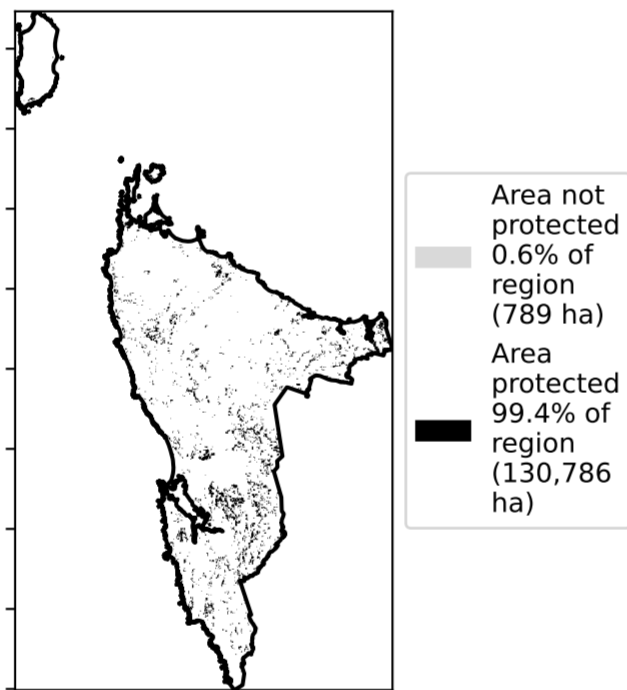 Area not
protected
0.6% of
region
(789 ha)
Area
protected
99.4% of
region
(130,786
ha)